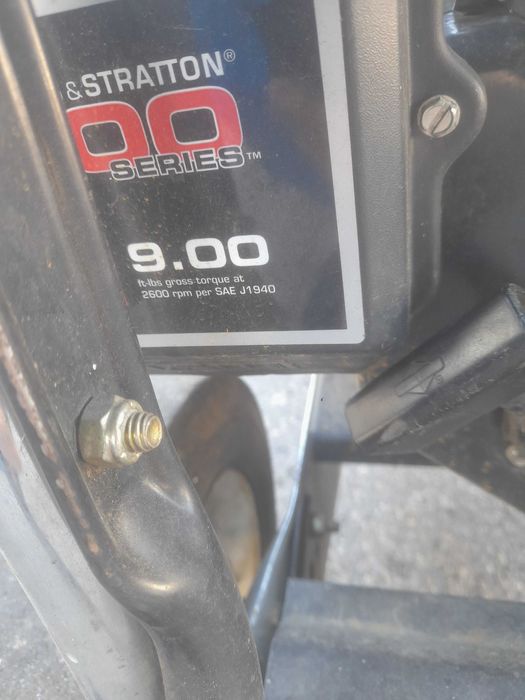 & STRATTON®
00
SERIES™
9.00
ft-lbs gross torque at
2600 rpm per SAE J1940